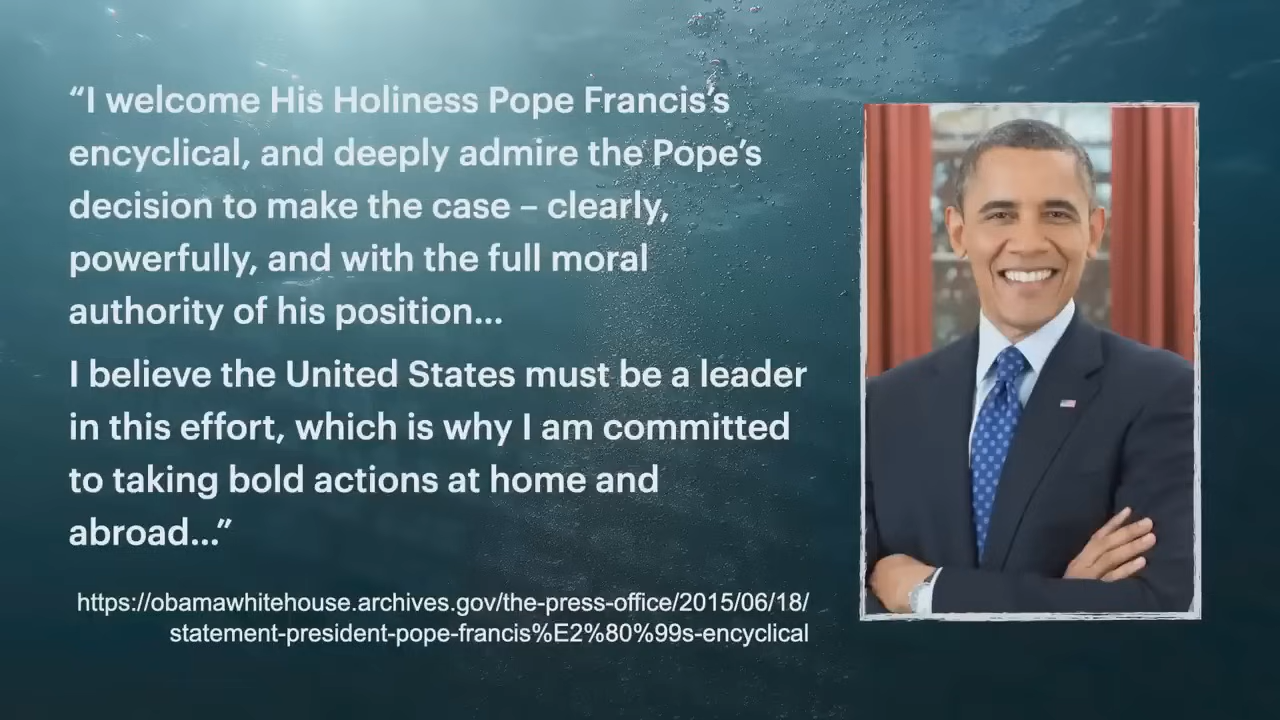 “I welcome His Holiness Pope Francis’s
encyclical, and deeply admire the Pope’s
decision to make the case – clearly,
powerfully, and with the full moral
authority of his position...
I believe the United States must be a leader
in this effort, which is why I am committed
to taking bold actions at home and
abroad...”
https://obamawhitehouse.archives.gov/the-press-office/2015/06/18/
statement-president-pope-francis%E2%80%99s-encyclical